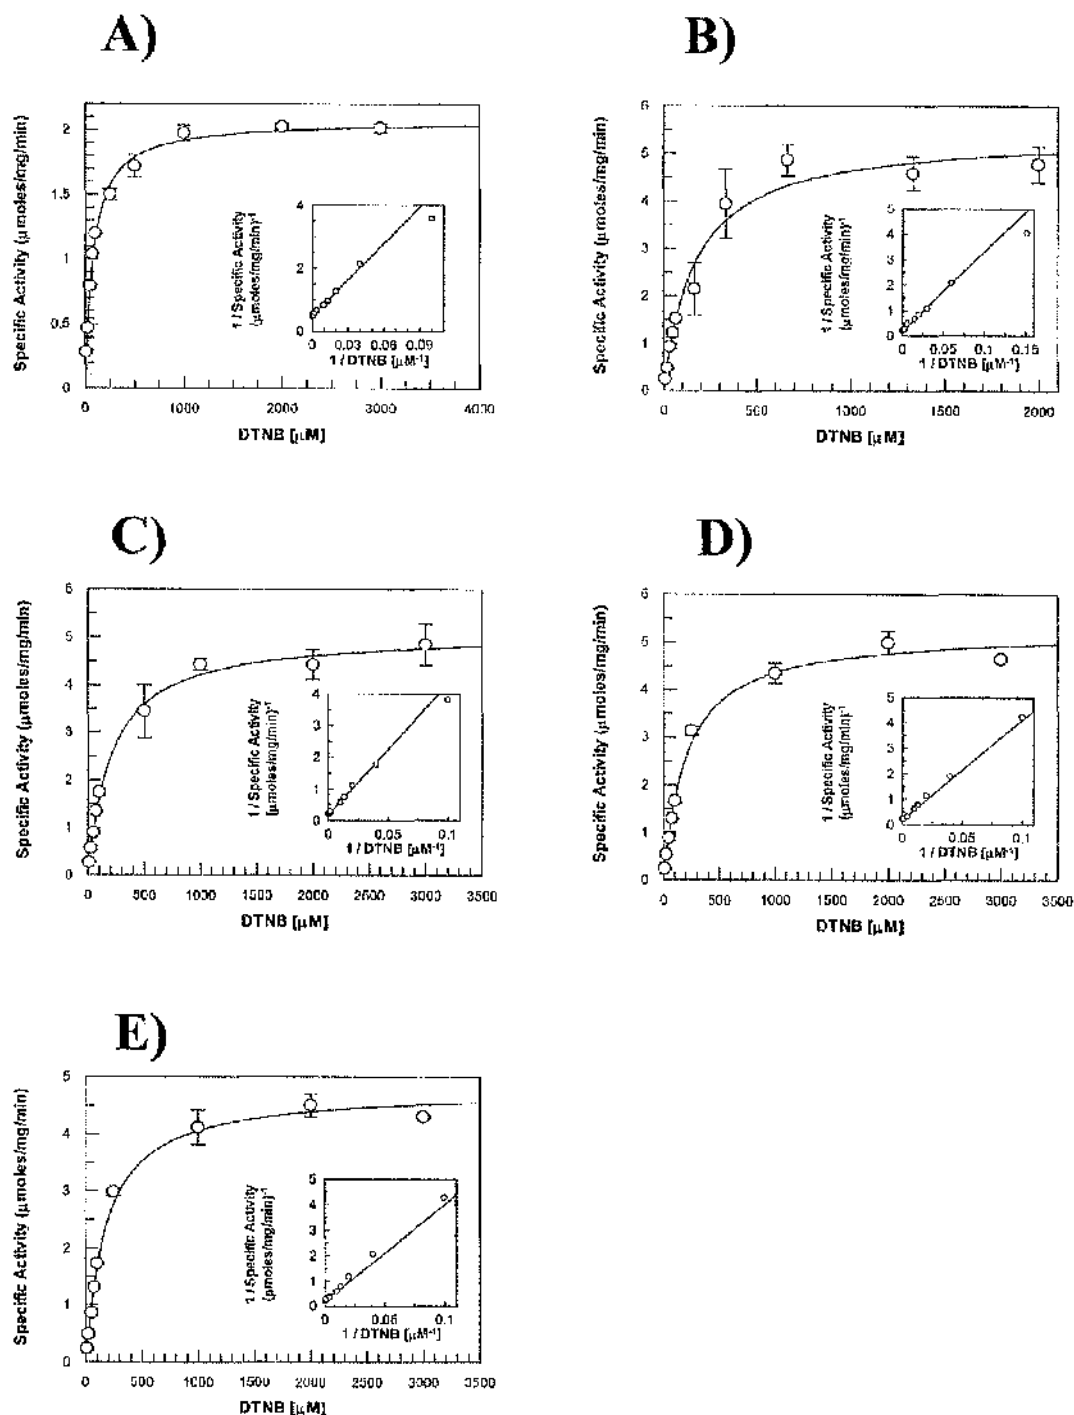 A)
Specific Activity (μmoles/mg/min)
2
1.5
1
0.5
0
0 1000 2000 3000 4000
DTNB [μM]
1 / Specific Activity
(μmoles/mg/min)⁻¹
4
2
0
0 0.03 0.06 0.09
1 / DTNB [μM⁻¹]
B)
Specific Activity (μmoles/mg/min)
6
5
4
3
2
1
0
0 500 1000 1500 2000
DTNB [μM]
1 / Specific Activity
(μmoles/mg/min)⁻¹
5
4
3
2
1
0
0 0.05 0.1 0.15
1 / DTNB [μM⁻¹]
C)
Specific Activity (μmoles/mg/min)
6
5
4
3
2
1
0
0 500 1000 1500 2000 2500 3000 3500
DTNB [μM]
1 / Specific Activity
[μmoles/mg/min)⁻¹
4
3
2
1
0
0 0.05 0.1
1 / DTNB [μM⁻¹]
D)
Specific Activity (μmoles/mg/min)
6
5
4
3
2
1
0
0 500 1000 1500 2000 2500 3000 3500
DTNB [μM]
1 / Specific Activity
(μmoles/mg/min)⁻¹
5
4
3
2
1
0
0 0.05 0.1
1 / DTNB [μM⁻¹]
E)
Specific Activity (μmoles/mg/min)
5
4
3
2
1
0
0 500 1000 1500 2000 2500 3000 3500
DTNB [μM]
1 / Specific Activity
(μmoles/mg/min)⁻¹
5
4
3
2
1
0
0 0.05 0.1
1 / DTNB [μM⁻¹]